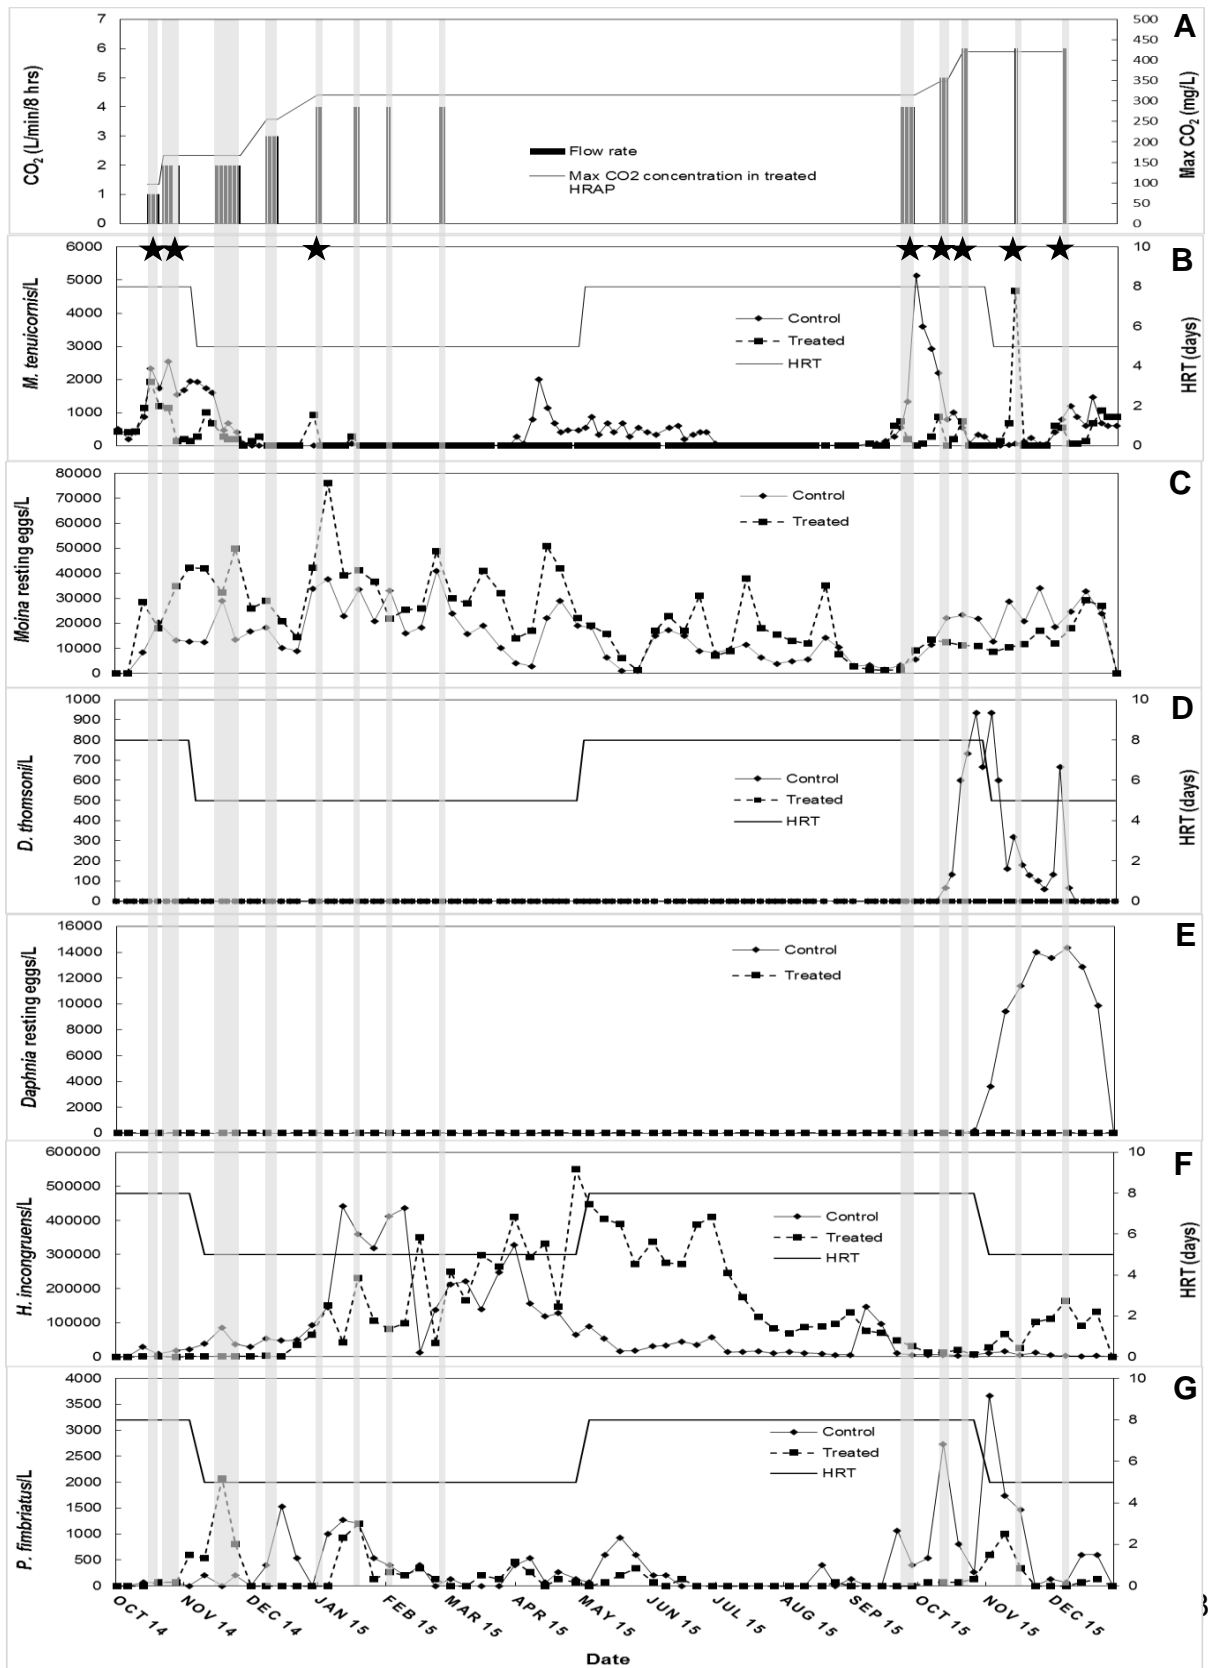 A
CO2 (L/min/8 hrs)
7
6
5
4
3
2
1
0
Flow rate
Max CO2 concentration in treated
HRAP
500
450
400
350
300
250
200
150
100
50
0
Max CO2 (mg/L)
B
M. tenuicornis/L
6000
5000
4000
3000
2000
1000
0
Control
Treated
HRT
10
8
6
4
2
0
HRT (days)
C
Moina resting eggs/L
80000
70000
60000
50000
40000
30000
20000
10000
0
Control
Treated
D
D. thomsoni/L
1000
900
800
700
600
500
400
300
200
100
0
Control
Treated
HRT
10
8
6
4
2
0
HRT (days)
E
Daphnia resting eggs/L
16000
14000
12000
10000
8000
6000
4000
2000
0
Control
Treated
F
H. incongruens/L
600000
500000
400000
300000
200000
100000
0
Control
Treated
HRT
10
8
6
4
2
0
HRT (days)
G
P. fimbriatus/L
4000
3500
3000
2500
2000
1500
1000
500
0
Control
Treated
HRT
10
8
6
4
2
0
OCT 14
NOV 14
DEC 14
JAN 15
FEB 15
MAR 15
APR 15
MAY 15
JUN 15
JUL 15
AUG 15
SEP 15
OCT 15
NOV 15
DEC 15
Date